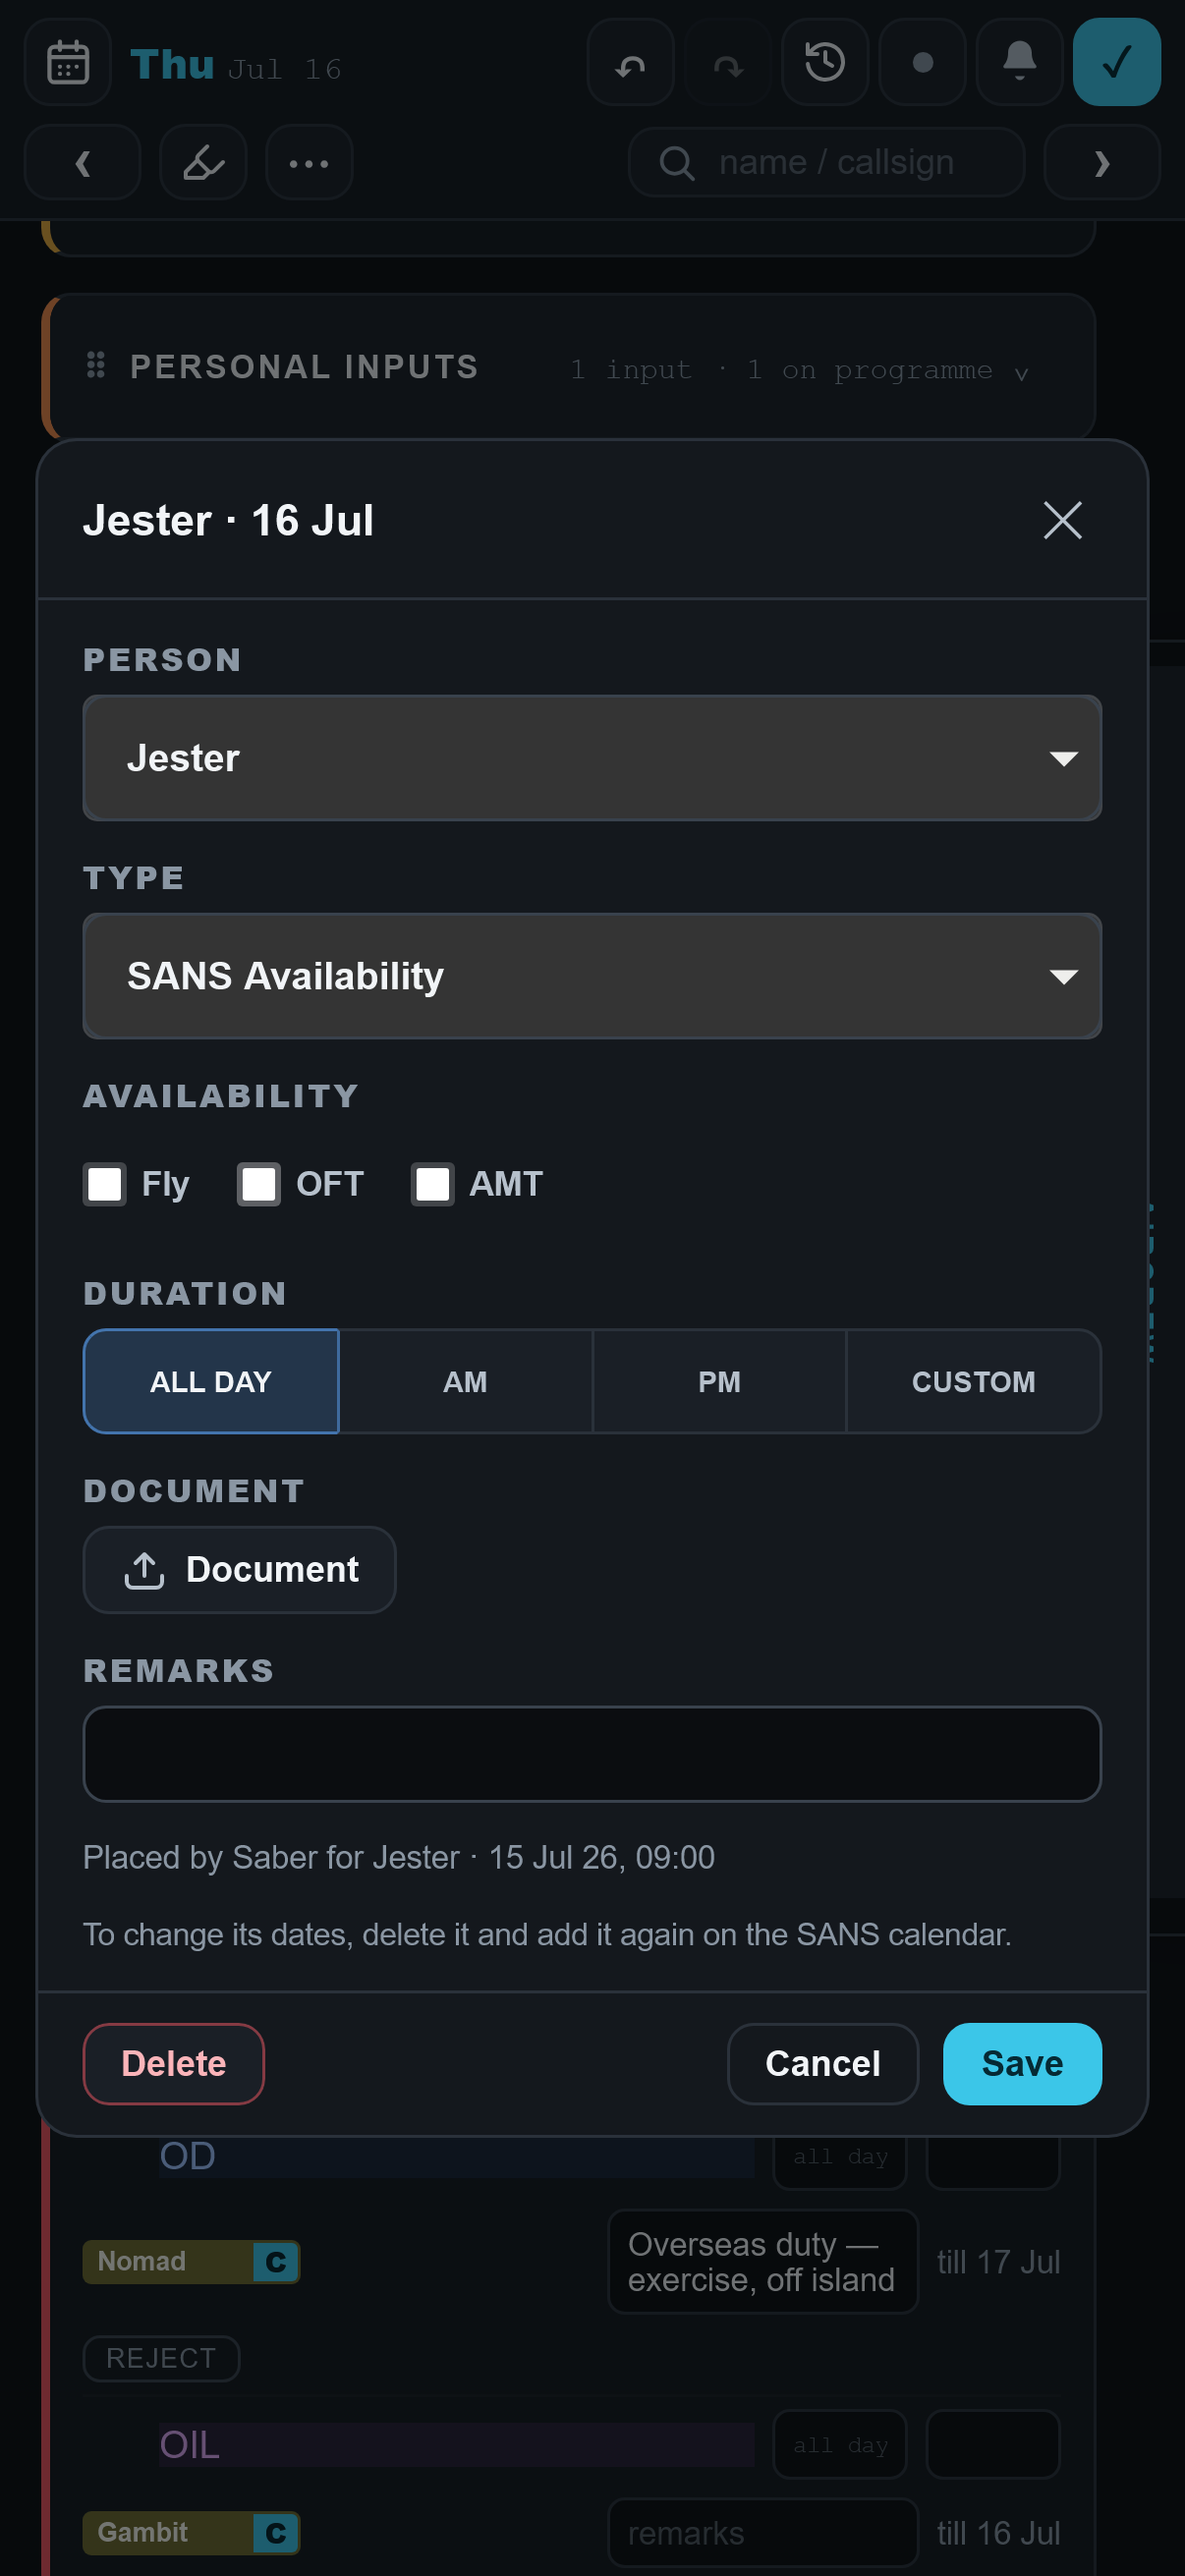 Thu Jul 16
name / callsign
PERSONAL INPUTS
1 input · 1 on programme
Jester · 16 Jul
PERSON
Jester
TYPE
SANS Availability
AVAILABILITY
Fly OFT AMT
DURATION
ALL DAY AM PM CUSTOM
DOCUMENT
Document
REMARKS
Placed by Saber for Jester · 15 Jul 26, 09:00
To change its dates, delete it and add it again on the SANS calendar.
Delete Cancel Save
OD all day
Nomad C Overseas duty —
exercise, off island till 17 Jul
REJECT
OIL all day
Gambit C remarks till 16 Jul